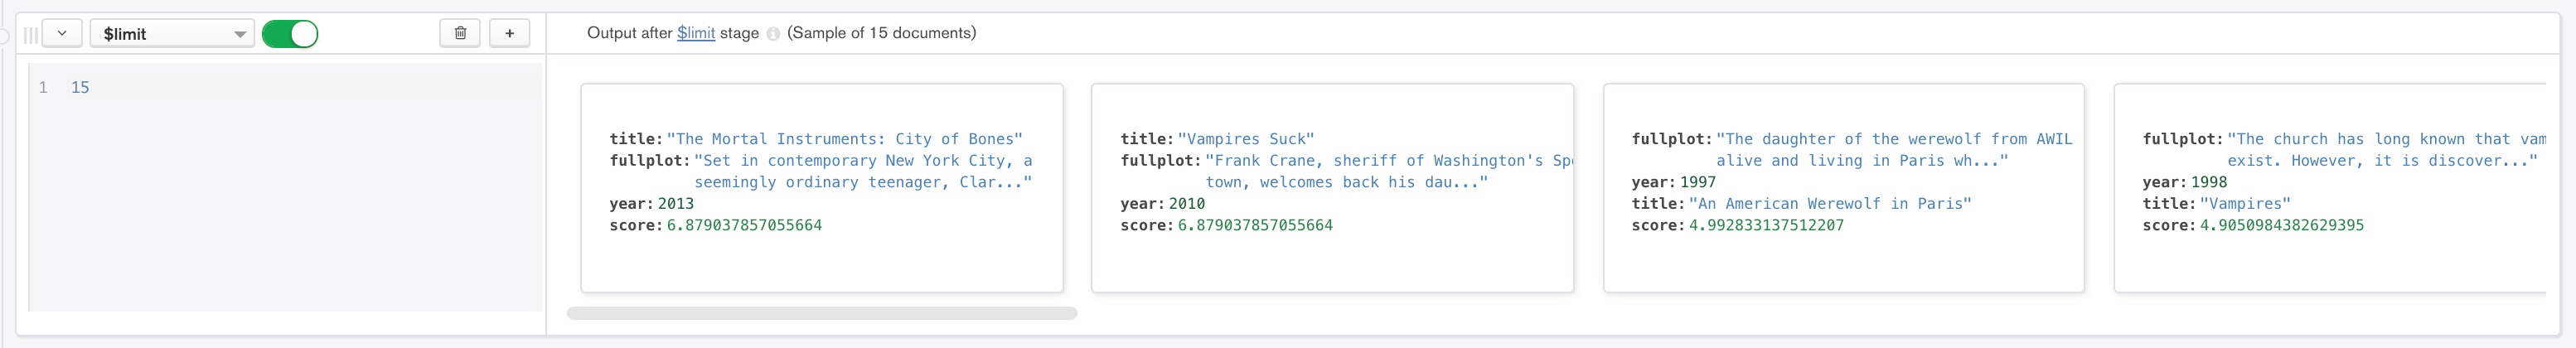 $limit
Output after $limit stage (Sample of 15 documents)
1 15
title: "The Mortal Instruments: City of Bones"
fullplot: "Set in contemporary New York City, a
seemingly ordinary teenager, Clar..."
year: 2013
score: 6.879037857055664
title: "Vampires Suck"
fullplot: "Frank Crane, sheriff of Washington's Spo
town, welcomes back his dau..."
year: 2010
score: 6.879037857055664
fullplot: "The daughter of the werewolf from AWIL
alive and living in Paris wh..."
year: 1997
title: "An American Werewolf in Paris"
score: 4.992833137512207
fullplot: "The church has long known that vam
exist. However, it is discover..."
year: 1998
title: "Vampires"
score: 4.9050984382629395